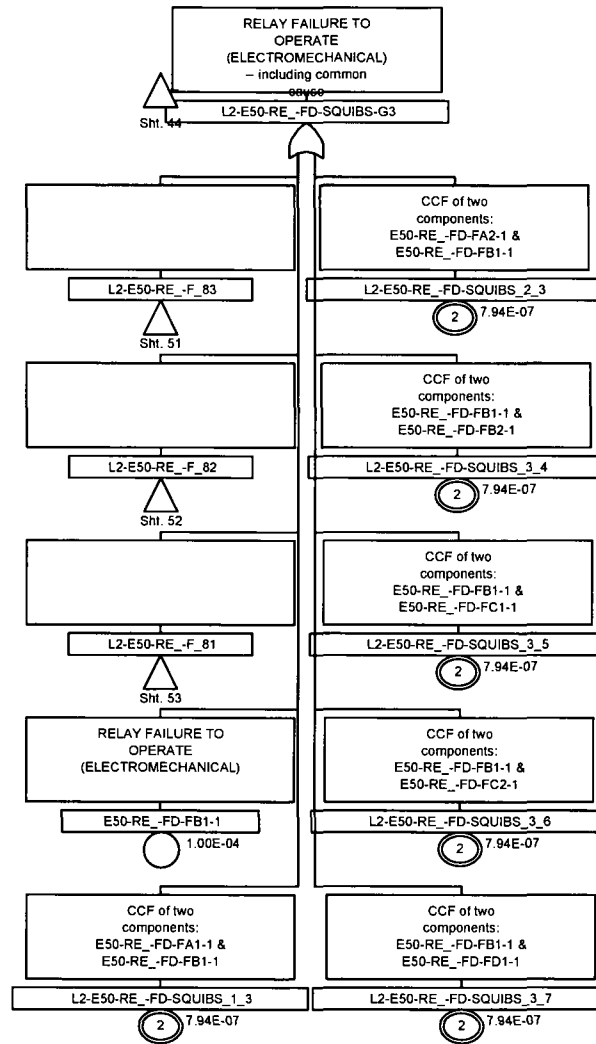 RELAY FAILURE TO
OPERATE
(ELECTROMECHANICAL)
– including common
cause
Sht. 44
L2-E50-RE_-FD-SQUIBS-G3
L2-E50-RE_-F_83
Sht. 51
CCF of two
components:
E50-RE_-FD-FA2-1 &
E50-RE_-FD-FB1-1
L2-E50-RE_-FD-SQUIBS_2_3
2
7.94E-07
L2-E50-RE_-F_82
Sht. 52
CCF of two
components:
E50-RE_-FD-FB1-1 &
E50-RE_-FD-FB2-1
L2-E50-RE_-FD-SQUIBS_3_4
2
7.94E-07
L2-E50-RE_-F_81
Sht. 53
CCF of two
components:
E50-RE_-FD-FB1-1 &
E50-RE_-FD-FC1-1
L2-E50-RE_-FD-SQUIBS_3_5
2
7.94E-07
RELAY FAILURE TO
OPERATE
(ELECTROMECHANICAL)
E50-RE_-FD-FB1-1
1.00E-04
CCF of two
components:
E50-RE_-FD-FB1-1 &
E50-RE_-FD-FC2-1
L2-E50-RE_-FD-SQUIBS_3_6
2
7.94E-07
CCF of two
components:
E50-RE_-FD-FA1-1 &
E50-RE_-FD-FB1-1
L2-E50-RE_-FD-SQUIBS_1_3
2
7.94E-07
CCF of two
components:
E50-RE_-FD-FB1-1 &
E50-RE_-FD-FD1-1
L2-E50-RE_-FD-SQUIBS_3_7
2
7.94E-07